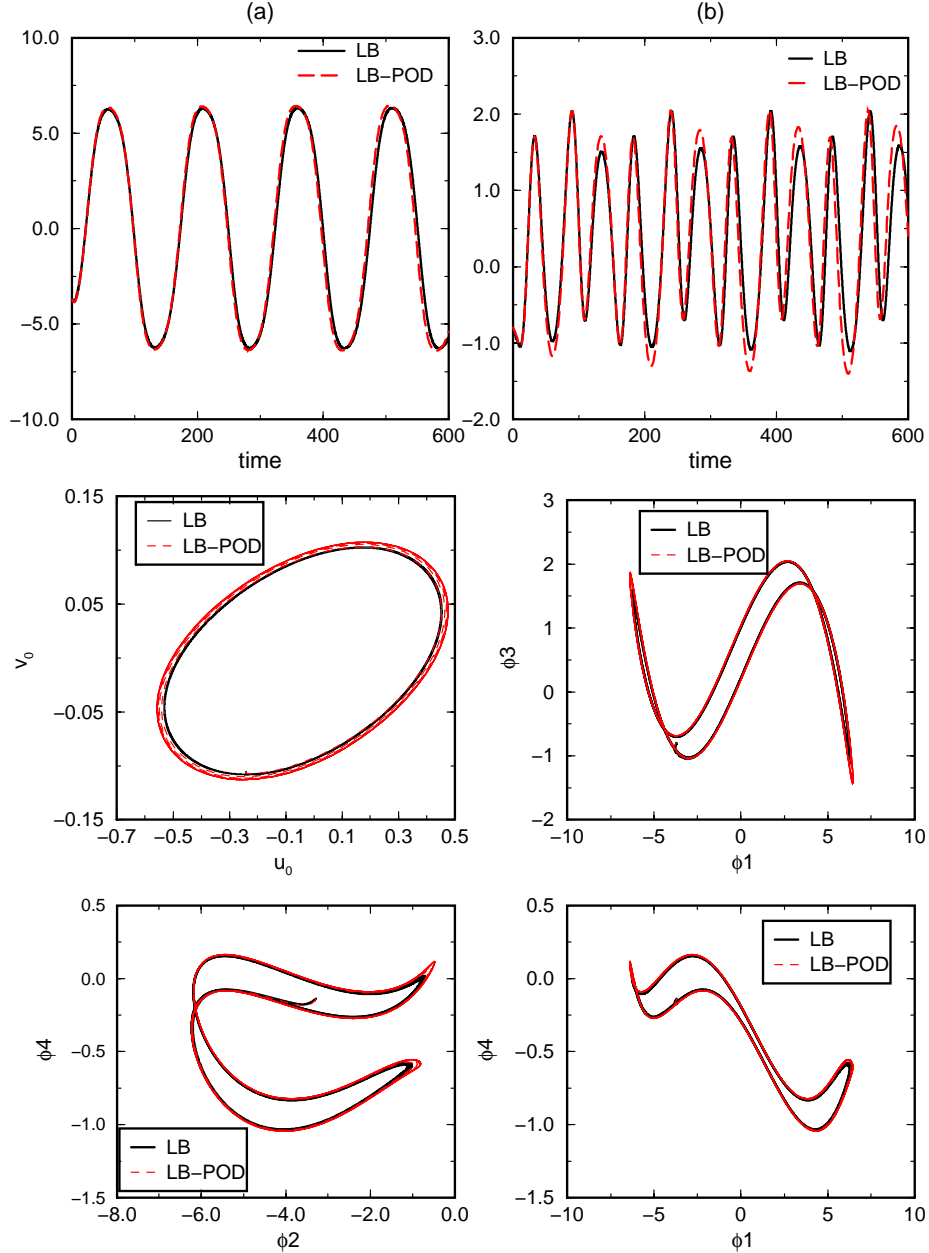 (a)
10.0
5.0
0.0
−5.0
−10.0
0
200
400
600
time
LB
LB−POD
(b)
3.0
2.0
1.0
0.0
−1.0
−2.0
0
200
400
600
time
LB
LB−POD
0.15
0.05
−0.05
−0.15
−0.7
−0.5
−0.3
−0.1
0.1
0.3
0.5
v₀
u₀
LB
LB−POD
3
2
1
0
−1
−2
−10
−5
0
5
10
ϕ3
ϕ1
LB
LB−POD
0.5
0.0
−0.5
−1.0
−1.5
−8.0
−6.0
−4.0
−2.0
0.0
ϕ4
ϕ2
LB
LB−POD
0.5
0.0
−0.5
−1.0
−1.5
−10
−5
0
5
10
ϕ4
ϕ1
LB
LB−POD